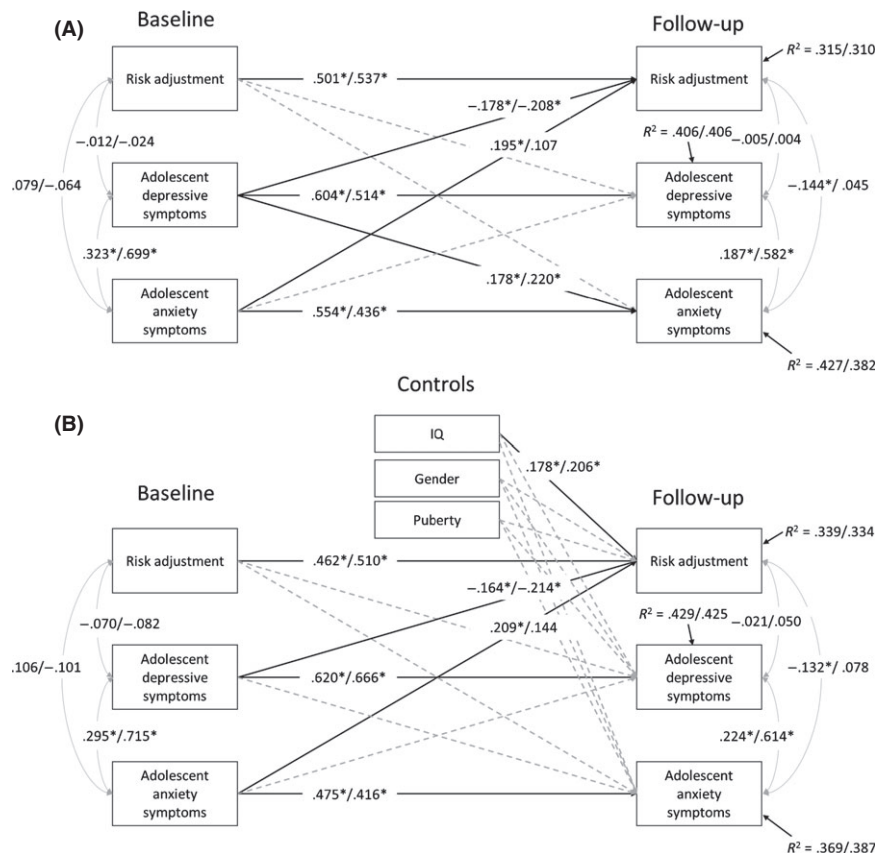 (A)
Baseline
Follow-up
R² = .315/.310
Risk adjustment
.501*/.537*
Risk adjustment
−.178*/−.208*
−.012/−.024
.195*/.107
R² = .406/.406
−.005/.004
.079/−.064
Adolescent
depressive
symptoms
.604*/.514*
Adolescent
depressive
symptoms
−.144*/ .045
.323*/.699*
.178*/.220*
.187*/.582*
Adolescent
anxiety
symptoms
.554*/.436*
Adolescent
anxiety
symptoms
R² = .427/.382
Controls
(B)
IQ
.178*/.206*
Gender
Baseline
Follow-up
Puberty
R² = .339/.334
Risk adjustment
.462*/.510*
Risk adjustment
−.164*/−.214*
−.070/−.082
.209*/.144
R² = .429/.425
−.021/.050
.106/−.101
Adolescent
depressive
symptoms
.620*/.666*
Adolescent
depressive
symptoms
−.132*/ .078
.295*/.715*
.224*/.614*
Adolescent
anxiety
symptoms
.475*/.416*
Adolescent
anxiety
symptoms
R² = .369/.387